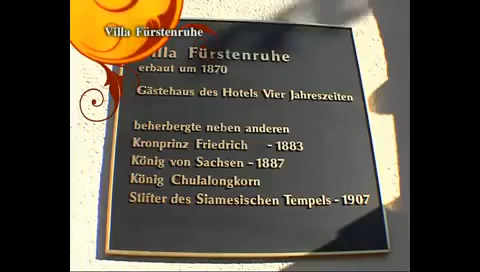 Villa Fürstenruhe
Villa Fürstenruhe
erbaut um 1870
Gästehaus des Hotels Vier Jahreszeiten
beherbergte neben anderen
Kronprinz Friedrich - 1883
König von Sachsen - 1887
König Chulalongkorn
Stifter des Siamesischen Tempels - 1907